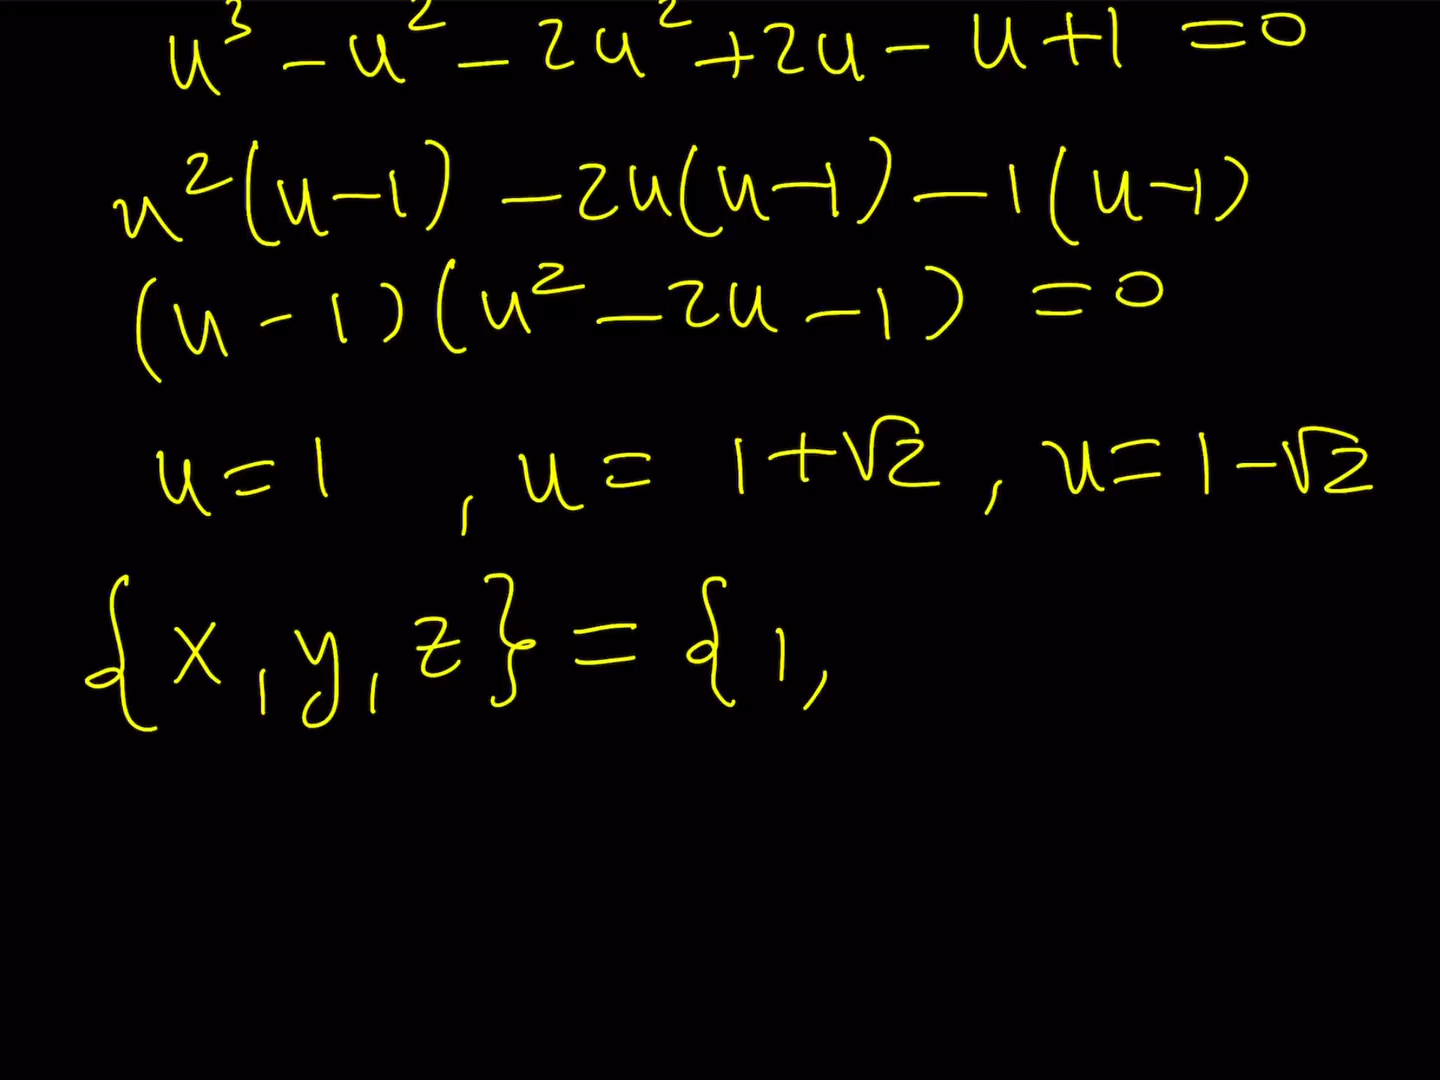 u³ – u² – 2u² + 2u – u + 1 = 0
u²(u–1) – 2u(u–1) – 1(u–1)
(u – 1)(u² – 2u – 1) = 0
u = 1 , u = 1+√2 , u = 1–√2
{x, y, z} = {1,